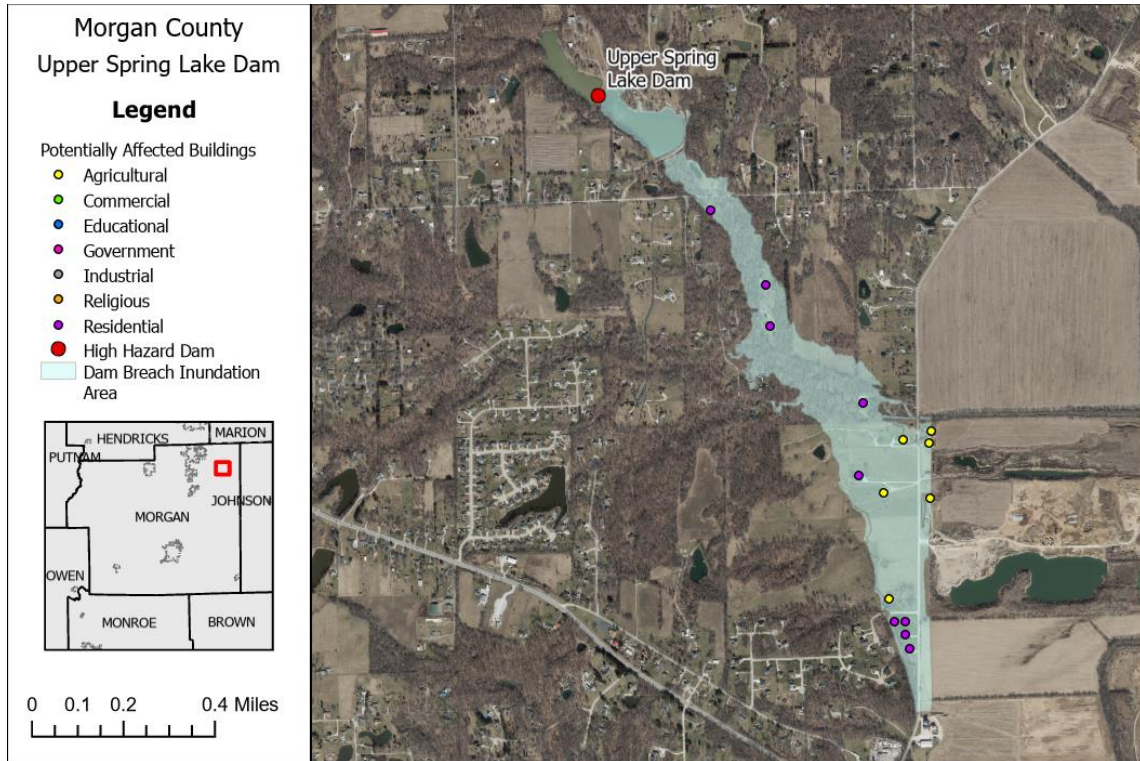 Morgan County
Upper Spring Lake Dam
Legend
Potentially Affected Buildings
Agricultural
Commercial
Educational
Government
Industrial
Religious
Residential
High Hazard Dam
Dam Breach Inundation
Area
HENDRICKS
MARION
PUTNAM
JOHNSON
MORGAN
OWEN
MONROE
BROWN
0 0.1 0.2 0.4 Miles
Upper Spring
Lake Dam